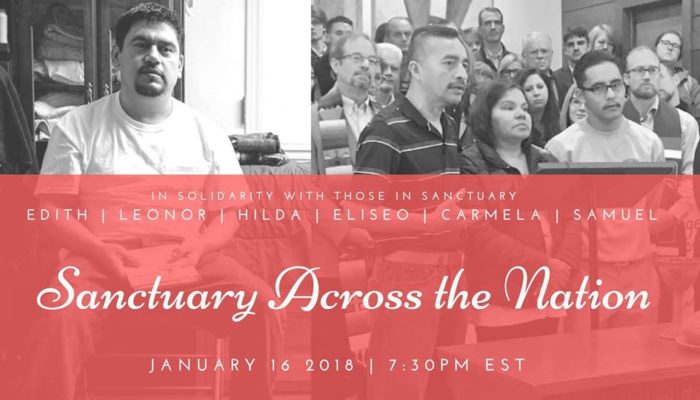 IN SOLIDARITY WITH THOSE IN SANCTUARY
EDITH | LEONOR | HILDA | ELISEO | CARMELA | SAMUEL
Sanctuary Across the Nation
JANUARY 16 2018 | 7:30PM EST